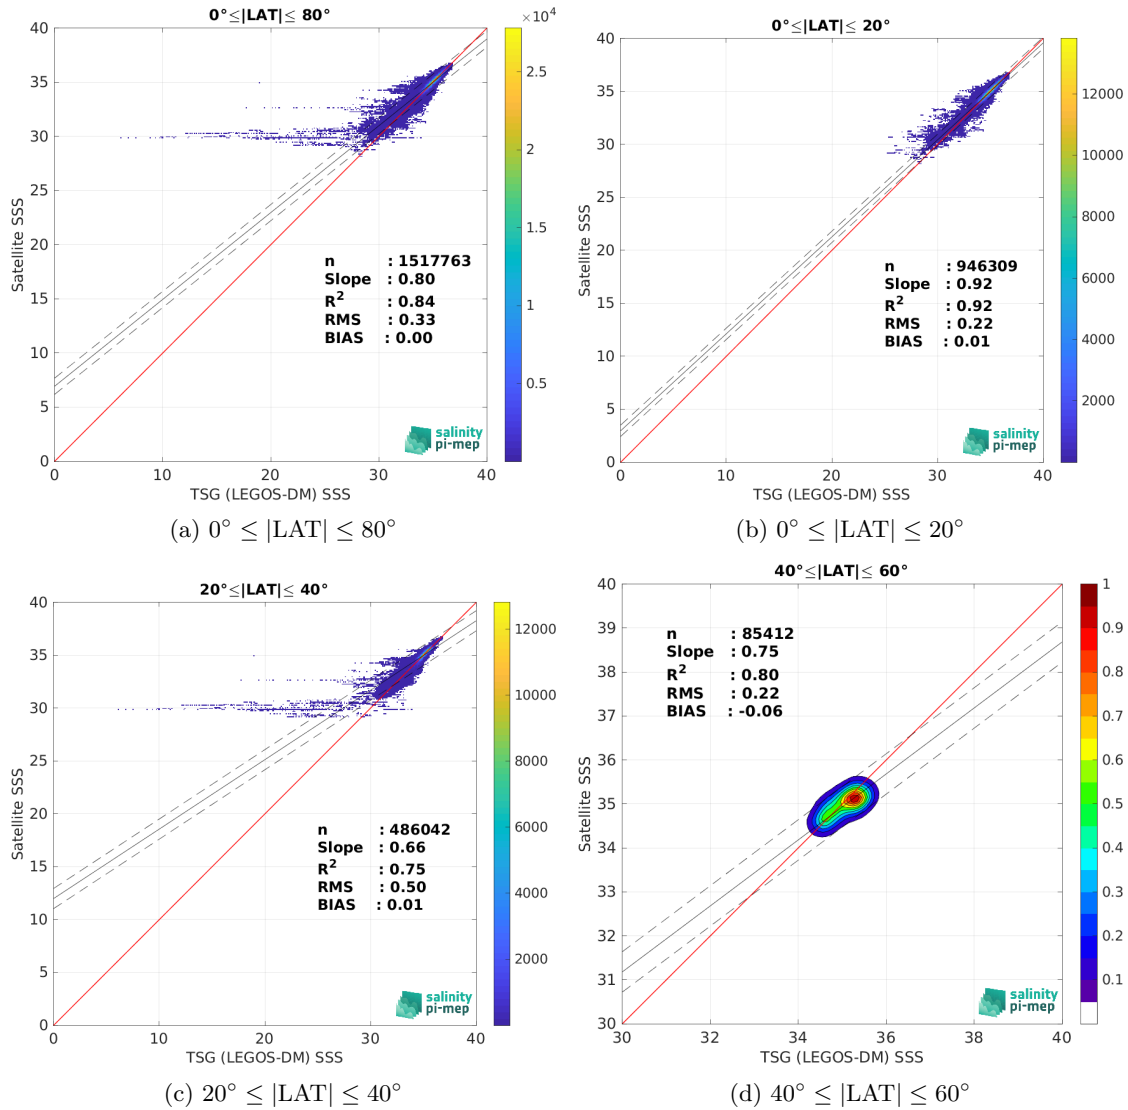 0°≤|LAT|≤ 80°
×10⁴
40
35
30
25
20
15
10
5
0
Satellite SSS
n : 1517763
Slope : 0.80
R² : 0.84
RMS : 0.33
BIAS : 0.00
salinity
pi-mep
0 10 20 30 40
TSG (LEGOS-DM) SSS
2.5
2
1.5
1
0.5
(a) 0° ≤ |LAT| ≤ 80°
0°≤|LAT|≤ 20°
40
35
30
25
20
15
10
5
0
Satellite SSS
n : 946309
Slope : 0.92
R² : 0.92
RMS : 0.22
BIAS : 0.01
salinity
pi-mep
0 10 20 30 40
TSG (LEGOS-DM) SSS
12000
10000
8000
6000
4000
2000
(b) 0° ≤ |LAT| ≤ 20°
20°≤|LAT|≤ 40°
40
35
30
25
20
15
10
5
0
Satellite SSS
n : 486042
Slope : 0.66
R² : 0.75
RMS : 0.50
BIAS : 0.01
salinity
pi-mep
0 10 20 30 40
TSG (LEGOS-DM) SSS
12000
10000
8000
6000
4000
2000
(c) 20° ≤ |LAT| ≤ 40°
40°≤|LAT|≤ 60°
40
39
38
37
36
35
34
33
32
31
30
Satellite SSS
n : 85412
Slope : 0.75
R² : 0.80
RMS : 0.22
BIAS : -0.06
salinity
pi-mep
30 32 34 36 38 40
TSG (LEGOS-DM) SSS
1
0.9
0.8
0.7
0.6
0.5
0.4
0.3
0.2
0.1
(d) 40° ≤ |LAT| ≤ 60°